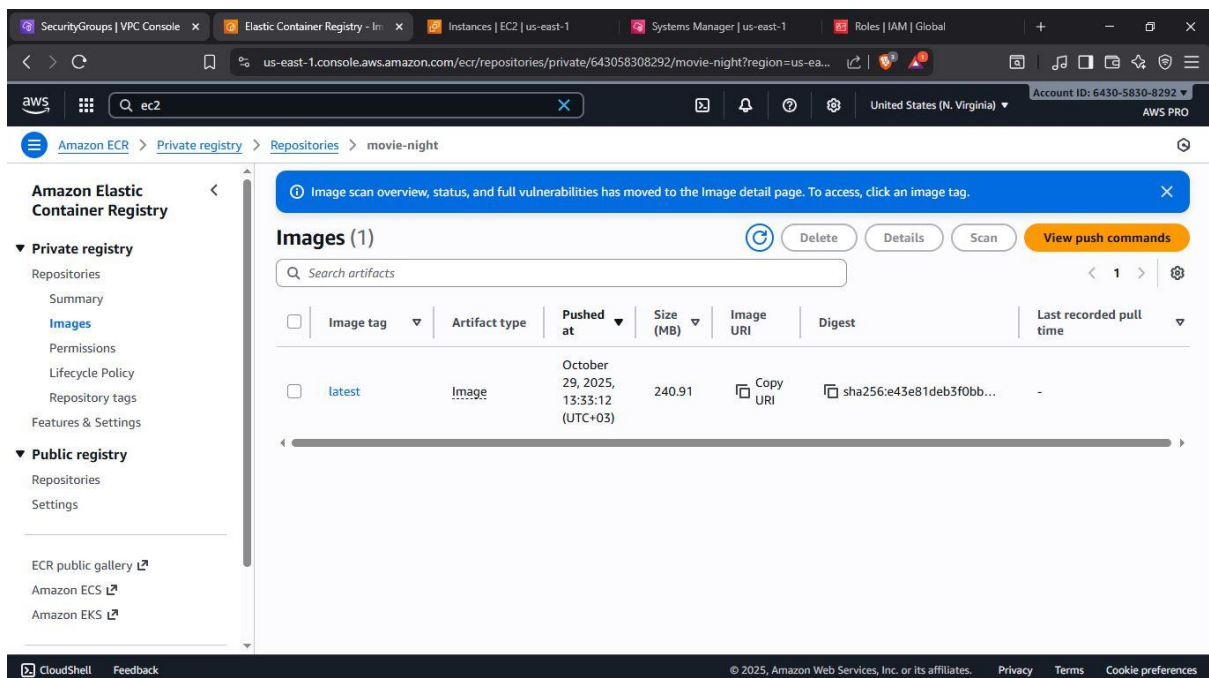 SecurityGroups | VPC Console
Elastic Container Registry - Im
Instances | EC2 | us-east-1
Systems Manager | us-east-1
Roles | IAM | Global
us-east-1.console.aws.amazon.com/ecr/repositories/private/643058308292/movie-night?region=us-ea...
aws
ec2
United States (N. Virginia)
Account ID: 6430-5830-8292
AWS PRO
Amazon ECR > Private registry > Repositories > movie-night
Amazon Elastic
Container Registry
Private registry
Repositories
Summary
Images
Permissions
Lifecycle Policy
Repository tags
Features & Settings
Public registry
Repositories
Settings
ECR public gallery
Amazon ECS
Amazon EKS
Image scan overview, status, and full vulnerabilities has moved to the Image detail page. To access, click an image tag.
Images (1)
Delete
Details
Scan
View push commands
Search artifacts
1
Image tag
Artifact type
Pushed
at
Size
(MB)
Image
URI
Digest
Last recorded pull
time
latest
Image
October
29, 2025,
13:33:12
(UTC+03)
240.91
Copy
URI
sha256:e43e81deb3f0bb...
-
CloudShell
Feedback
© 2025, Amazon Web Services, Inc. or its affiliates.
Privacy
Terms
Cookie preferences